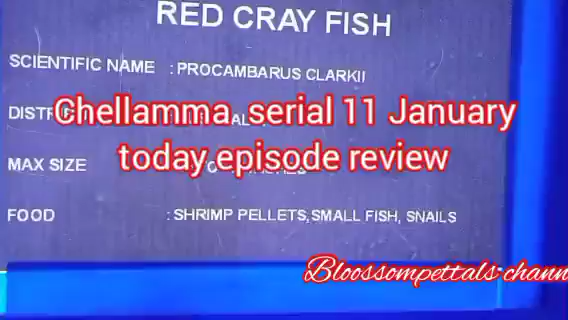 RED CRAY FISH
SCIENTIFIC NAME : PROCAMBARUS CLARKII
Chellamma serial 11 January
today episode review
MAX SIZE
FOOD : SHRIMP PELLETS, SMALL FISH, SNAILS
Bloossompettals chann